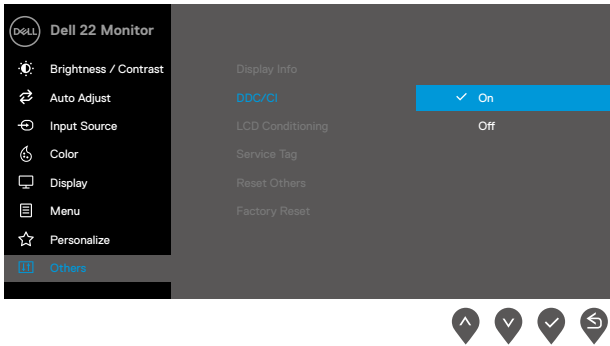 DELL Dell 22 Monitor
Brightness / Contrast
Auto Adjust
Input Source
Color
Display
Menu
Personalize
Others
Display Info
DDC/CI
LCD Conditioning
Service Tag
Reset Others
Factory Reset
On
Off